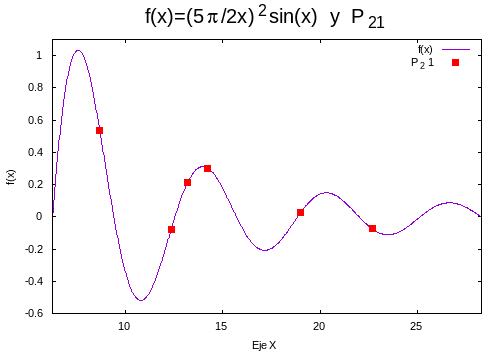 f(x)=(5π/2x)²sin(x) y P₂₁
f(x)
P₂ 1
1
0.8
0.6
0.4
0.2
0
-0.2
-0.4
-0.6
f(x)
10 15 20 25
Eje X